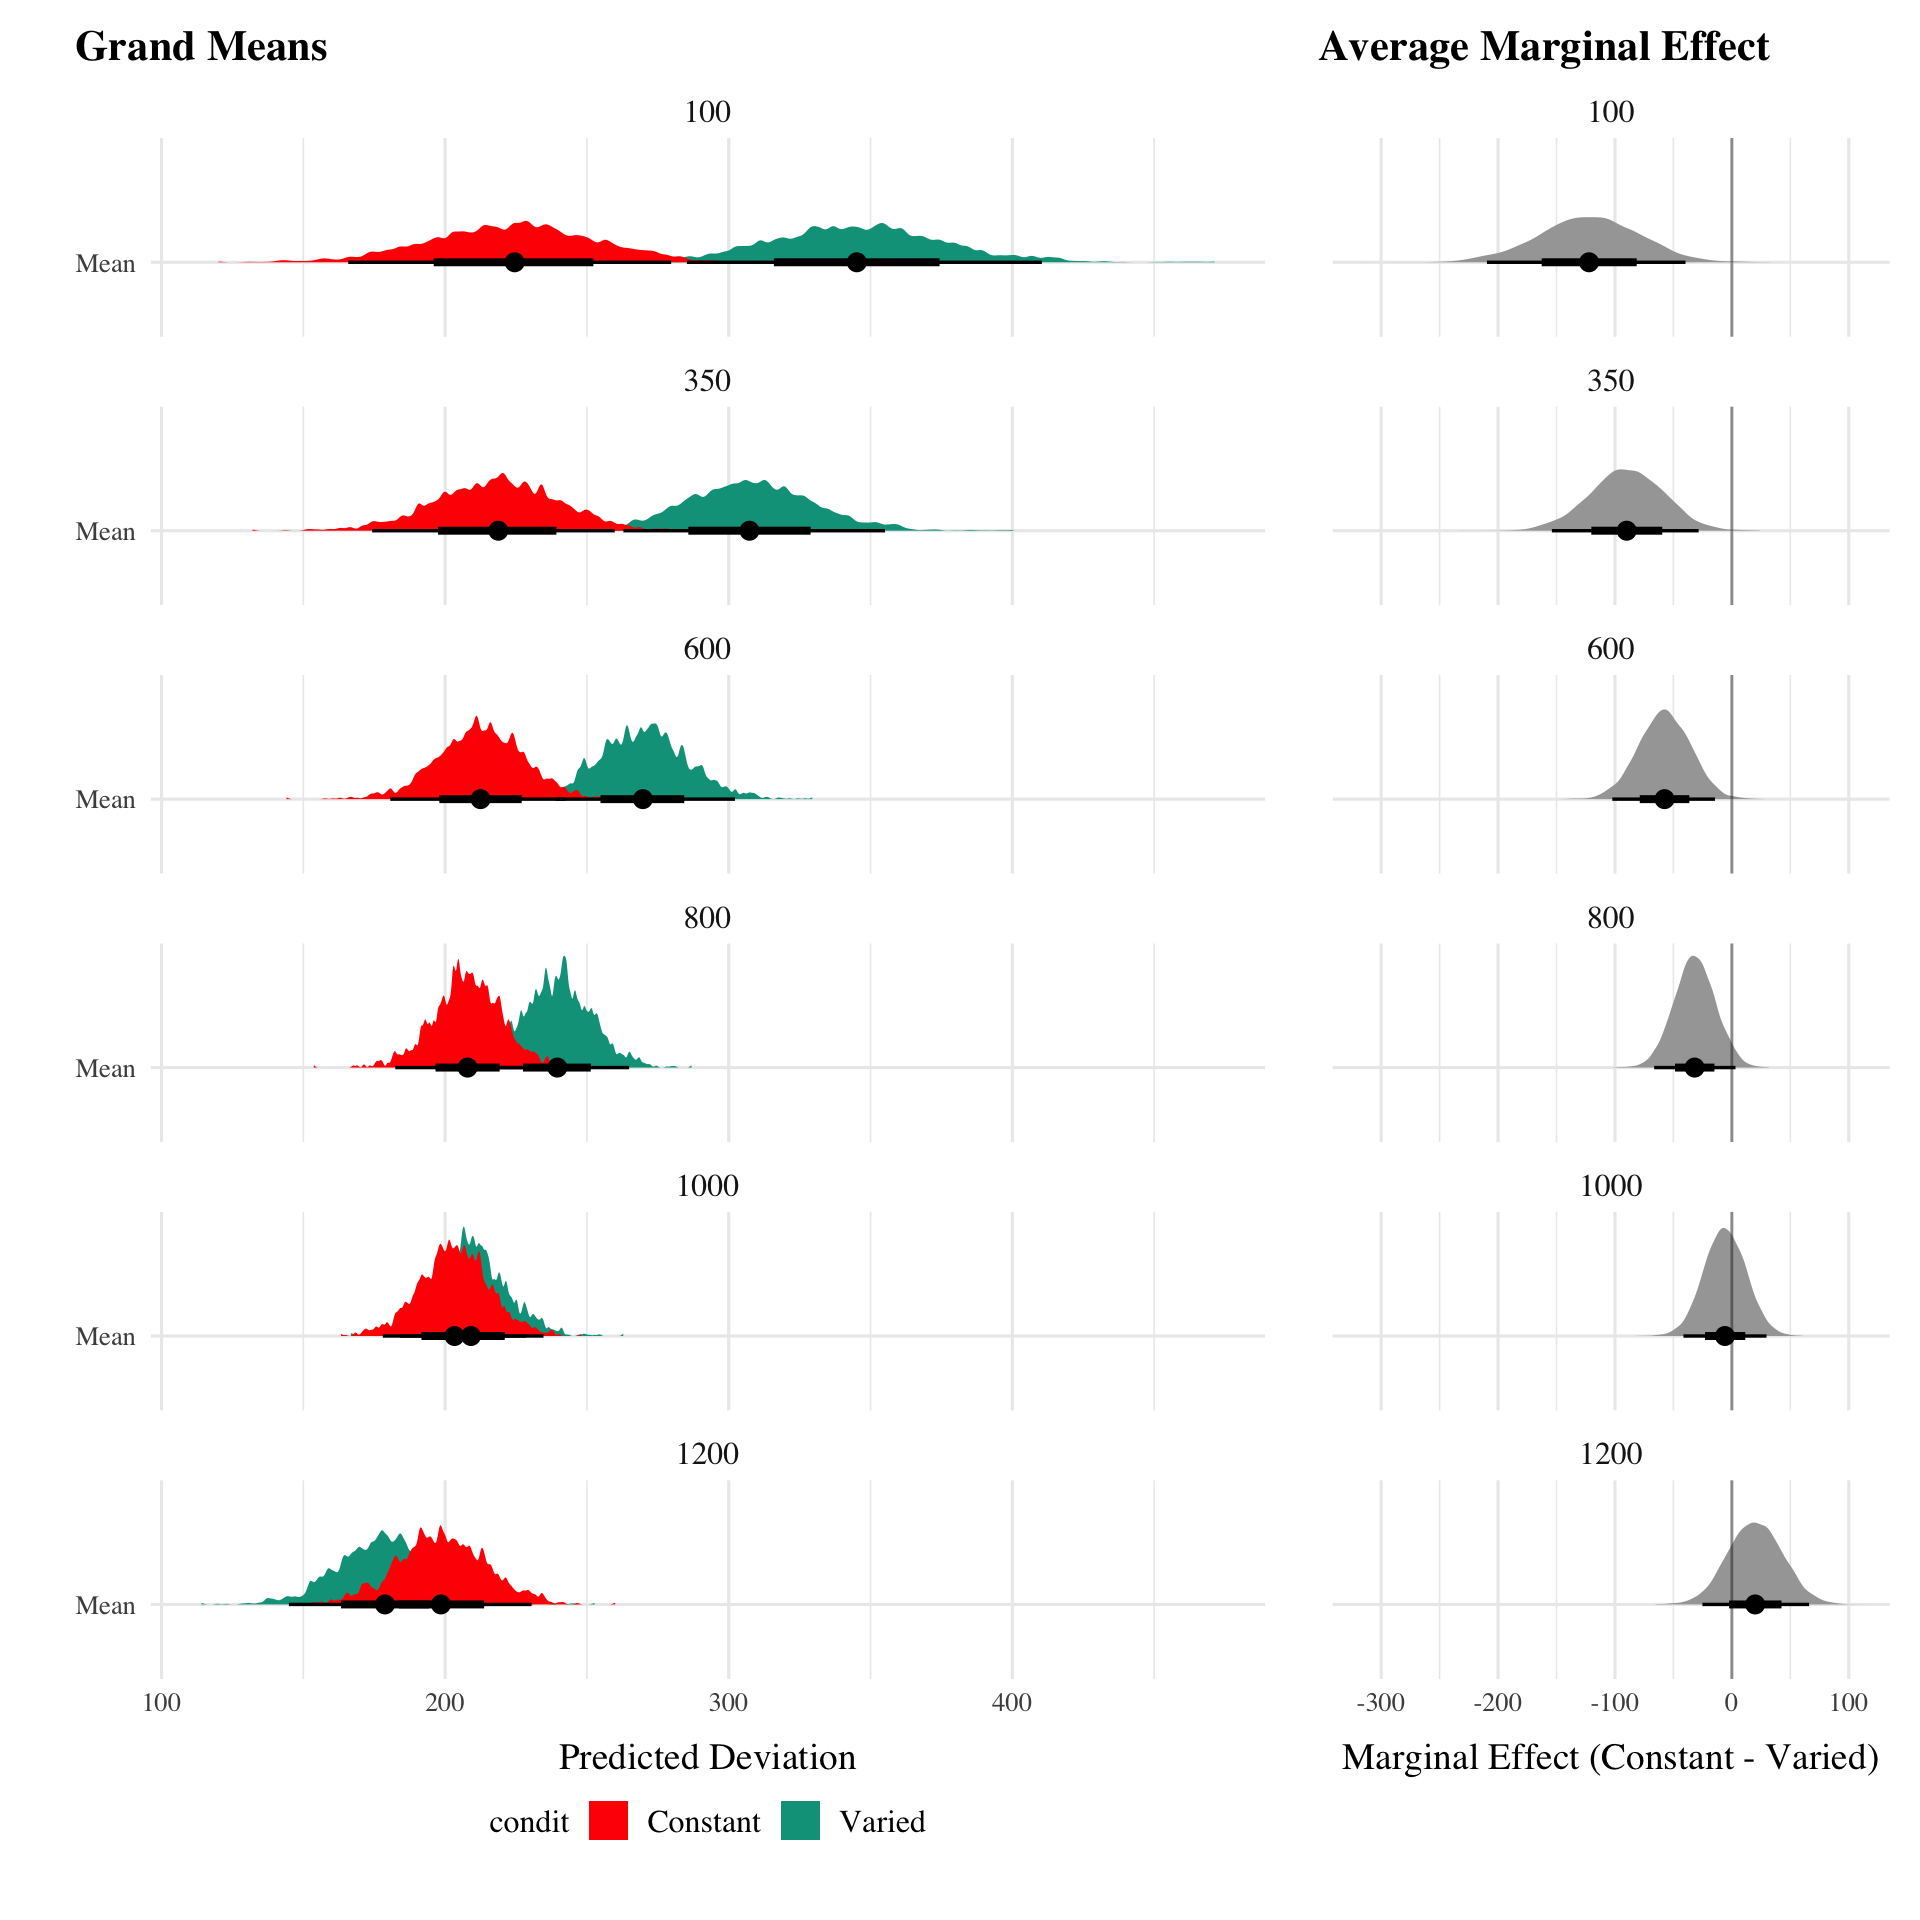 Grand Means
100
Mean
350
Mean
600
Mean
800
Mean
1000
Mean
1200
Mean
100 200 300 400
Predicted Deviation
condit Constant Varied
Average Marginal Effect
100
350
600
800
1000
1200
-300 -200 -100 0 100
Marginal Effect (Constant - Varied)